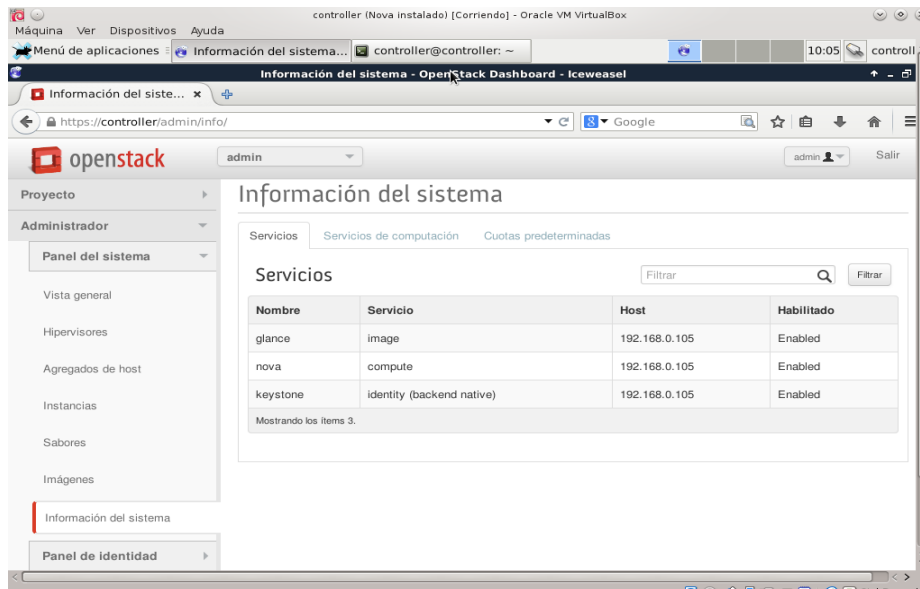 controller (Nova instalado) [Corriendo] - Oracle VM VirtualBox
Máquina Ver Dispositivos Ayuda
Menú de aplicaciones Información del sistema... controller@controller: ~ 10:05 controll
Información del sistema - OpenStack Dashboard - Iceweasel
Información del siste...
https://controller/admin/info/ Google
openstack admin admin Salir
Proyecto
Administrador
Panel del sistema
Vista general
Hipervisores
Agregados de host
Instancias
Sabores
Imágenes
Información del sistema
Panel de identidad
Información del sistema
Servicios Servicios de computación Cuotas predeterminadas
Servicios Filtrar Filtrar
Nombre Servicio Host Habilitado
glance image 192.168.0.105 Enabled
nova compute 192.168.0.105 Enabled
keystone identity (backend native) 192.168.0.105 Enabled
Mostrando los ítems 3.